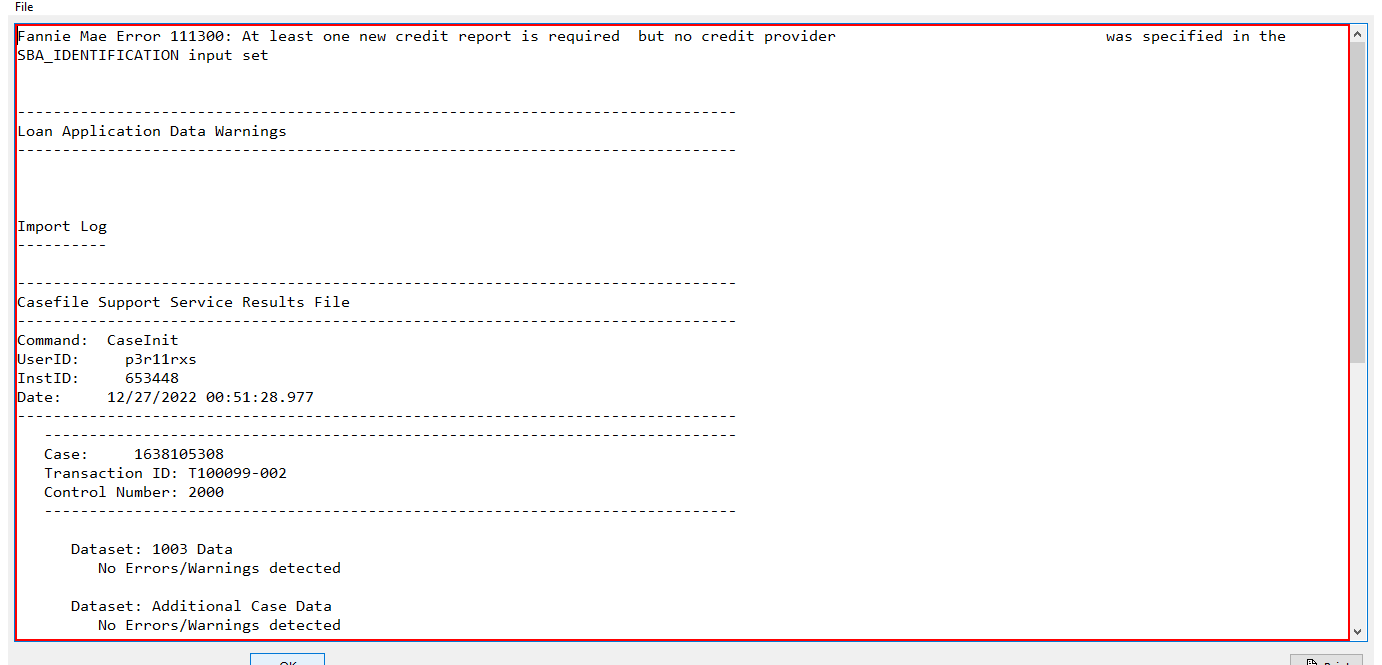 File
Fannie Mae Error 111300: At least one new credit report is required  but no credit provider                              was specified in the
SBA_IDENTIFICATION input set
--------------------------------------------------------------------------------
Loan Application Data Warnings
--------------------------------------------------------------------------------
Import Log
----------
--------------------------------------------------------------------------------
Casefile Support Service Results File
--------------------------------------------------------------------------------
Command:  CaseInit
UserID:     p3r11rxs
InstID:     653448
Date:     12/27/2022 00:51:28.977
--------------------------------------------------------------------------------
-----------------------------------------------------------------------------
Case:     1638105308
Transaction ID: T100099-002
Control Number: 2000
-----------------------------------------------------------------------------
Dataset: 1003 Data
No Errors/Warnings detected
Dataset: Additional Case Data
No Errors/Warnings detected